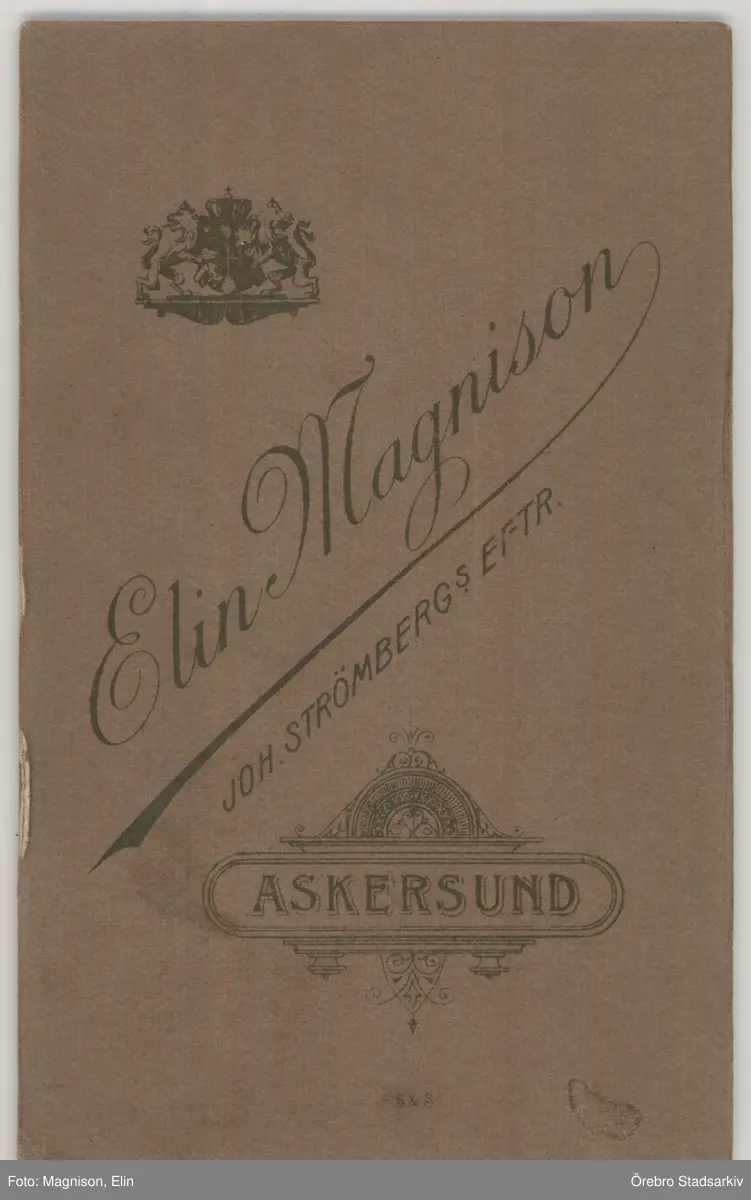 Elin Magnison
JOH. STRÖMBERGS EFTR.
ASKERSUND
S & S
Foto: Magnison, Elin
Örebro Stadsarkiv